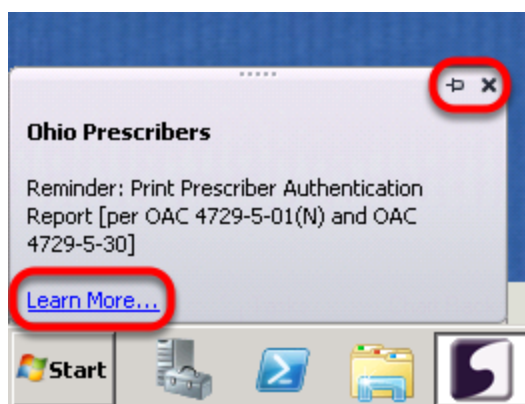 Ohio Prescribers
Reminder: Print Prescriber Authentication
Report [per OAC 4729-5-01(N) and OAC
4729-5-30]
Learn More...
Start